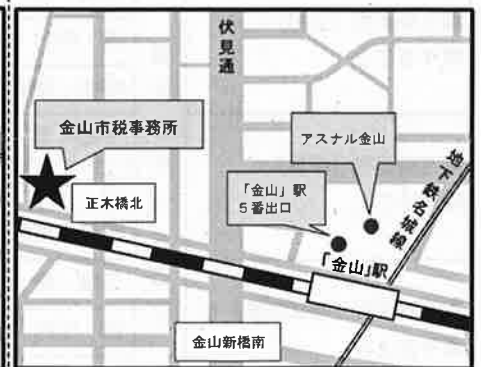 伏見通
金山市税事務所
アスナル金山
地下鉄名城線
正木橋北
「金山」駅
5番出口
「金山」駅
金山新橋南